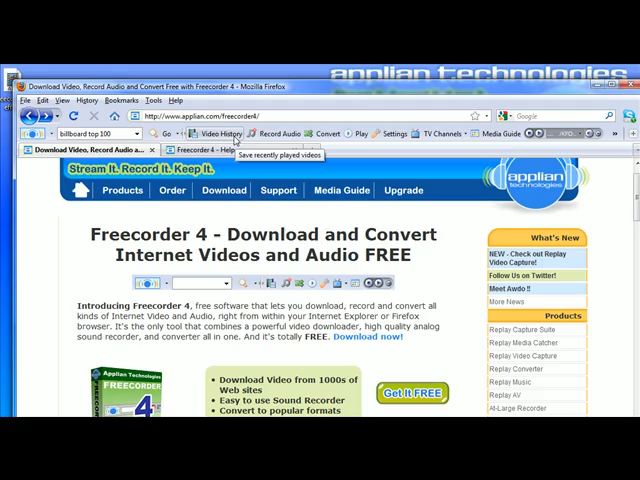 applian technologies
Download Video, Record Audio and Convert Free with Freecorder 4 - Mozilla Firefox
File Edit View History Bookmarks Tools Help
http://www.applian.com/freecorder4/
Google
billboard top 100 Go Video History Record Audio Convert Play Settings TV Channels Media Guide
Save recently played videos
Download Video, Record Audio a... Freecorder 4 - Help
Stream It. Record It. Keep It.
applian
technologies
Home Products Order Download Support Media Guide Upgrade
Freecorder 4 - Download and Convert
Internet Videos and Audio FREE
Introducing Freecorder 4, free software that lets you download, record and convert all
kinds of Internet Video and Audio, right from within your Internet Explorer or Firefox
browser. It's the only tool that combines a powerful video downloader, high quality analog
sound recorder, and converter all in one. And it's totally FREE. Download now!
Applian Technologies
FREECORDER
4
• Download Video from 1000s of
Web sites
• Easy to use Sound Recorder
• Convert to popular formats
Get It FREE
What's New
NEW - Check out Replay
Video Capture!
Follow Us on Twitter!
Meet Awdo !!
More News
Products
Replay Capture Suite
Replay Media Catcher
Replay Video Capture
Replay Converter
Replay Music
Replay AV
At-Large Recorder